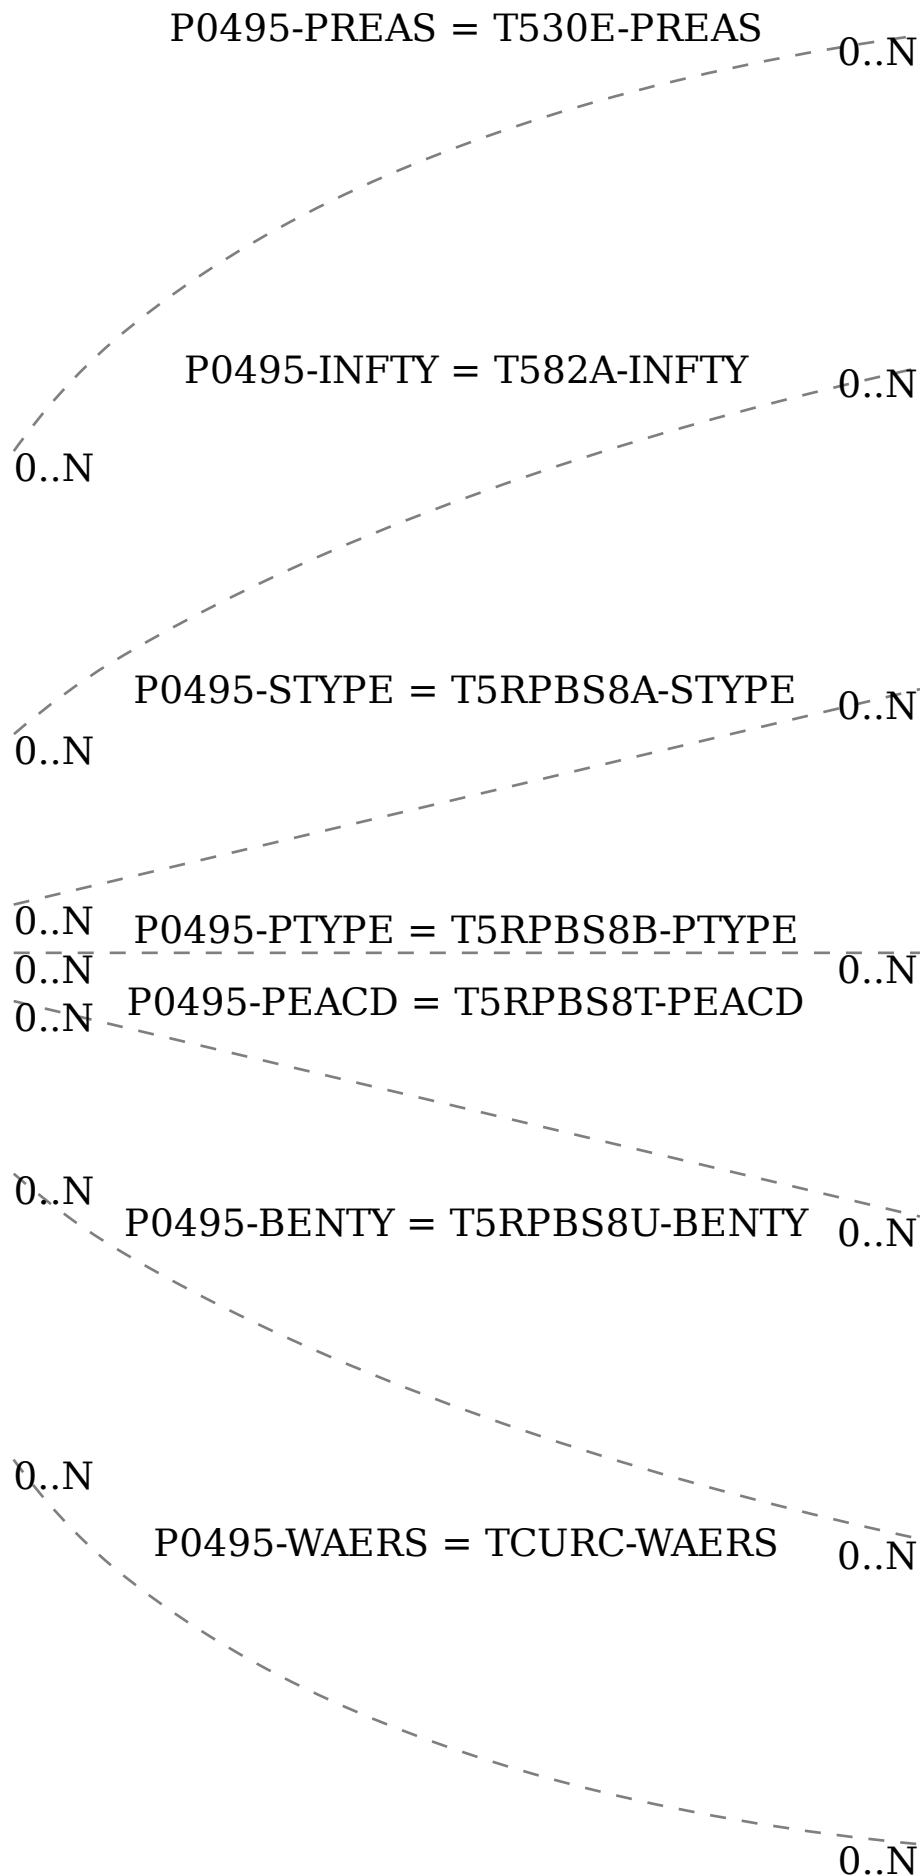 P0495-PREAS = T530E-PREAS
0..N
P0495-INFTY = T582A-INFTY
0..N
0..N
P0495-STYPE = T5RPBS8A-STYPE
0..N
0..N
0..N
P0495-PTYPE = T5RPBS8B-PTYPE
0..N
0..N
P0495-PEACD = T5RPBS8T-PEACD
0..N
0..N
P0495-BENTY = T5RPBS8U-BENTY
0..N
0..N
P0495-WAERS = TCURC-WAERS
0..N
0..N